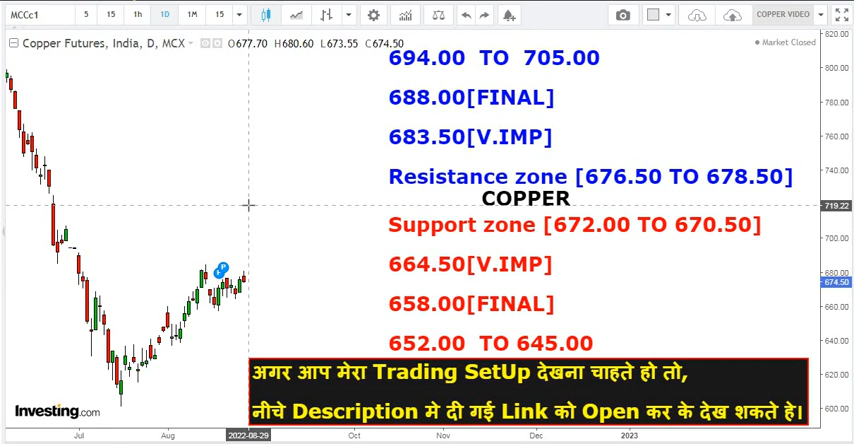 MCCc1 5 15 1h 1D MCX COPPER VIDEO
Copper Futures, India, D, MCX O677.70 H680.60 L673.55 C674.50
Market Closed
694.00 TO 705.00
688.00[FINAL]
683.50[V.IMP]
Resistance zone [676.50 TO 678.50]
COPPER
Support zone [672.00 TO 670.50]
664.50[V.IMP]
658.00[FINAL]
652.00 TO 645.00
अगर आप मेरा Trading SetUp देखना चाहते हो तो,
नीचे Description मे दी गई Link को Open कर के देख शकते हे।
820.00
800.00
780.00
760.00
740.00
719.22
700.00
680.00
674.50
660.00
640.00
620.00
600.00
P
Investing.com
Jul Aug 2022-08-29 Oct Nov Dec 2023